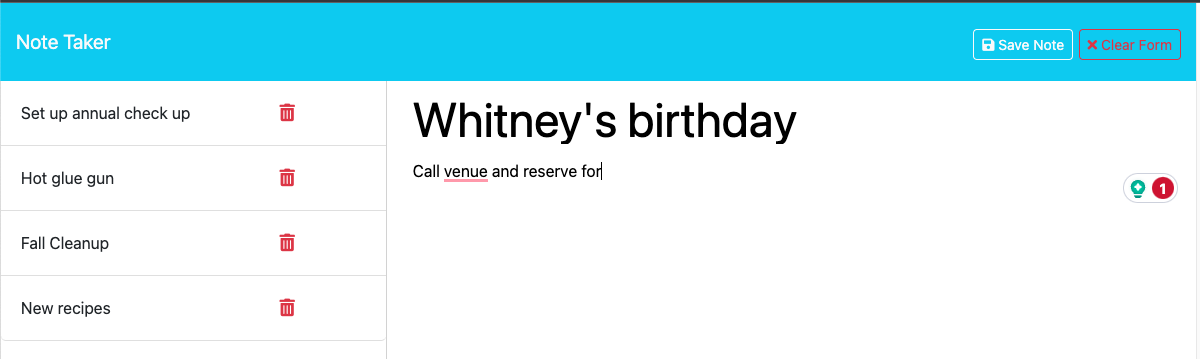 Note Taker
Save Note
Clear Form
Set up annual check up
Hot glue gun
Fall Cleanup
New recipes
Whitney's birthday
Call venue and reserve for
1